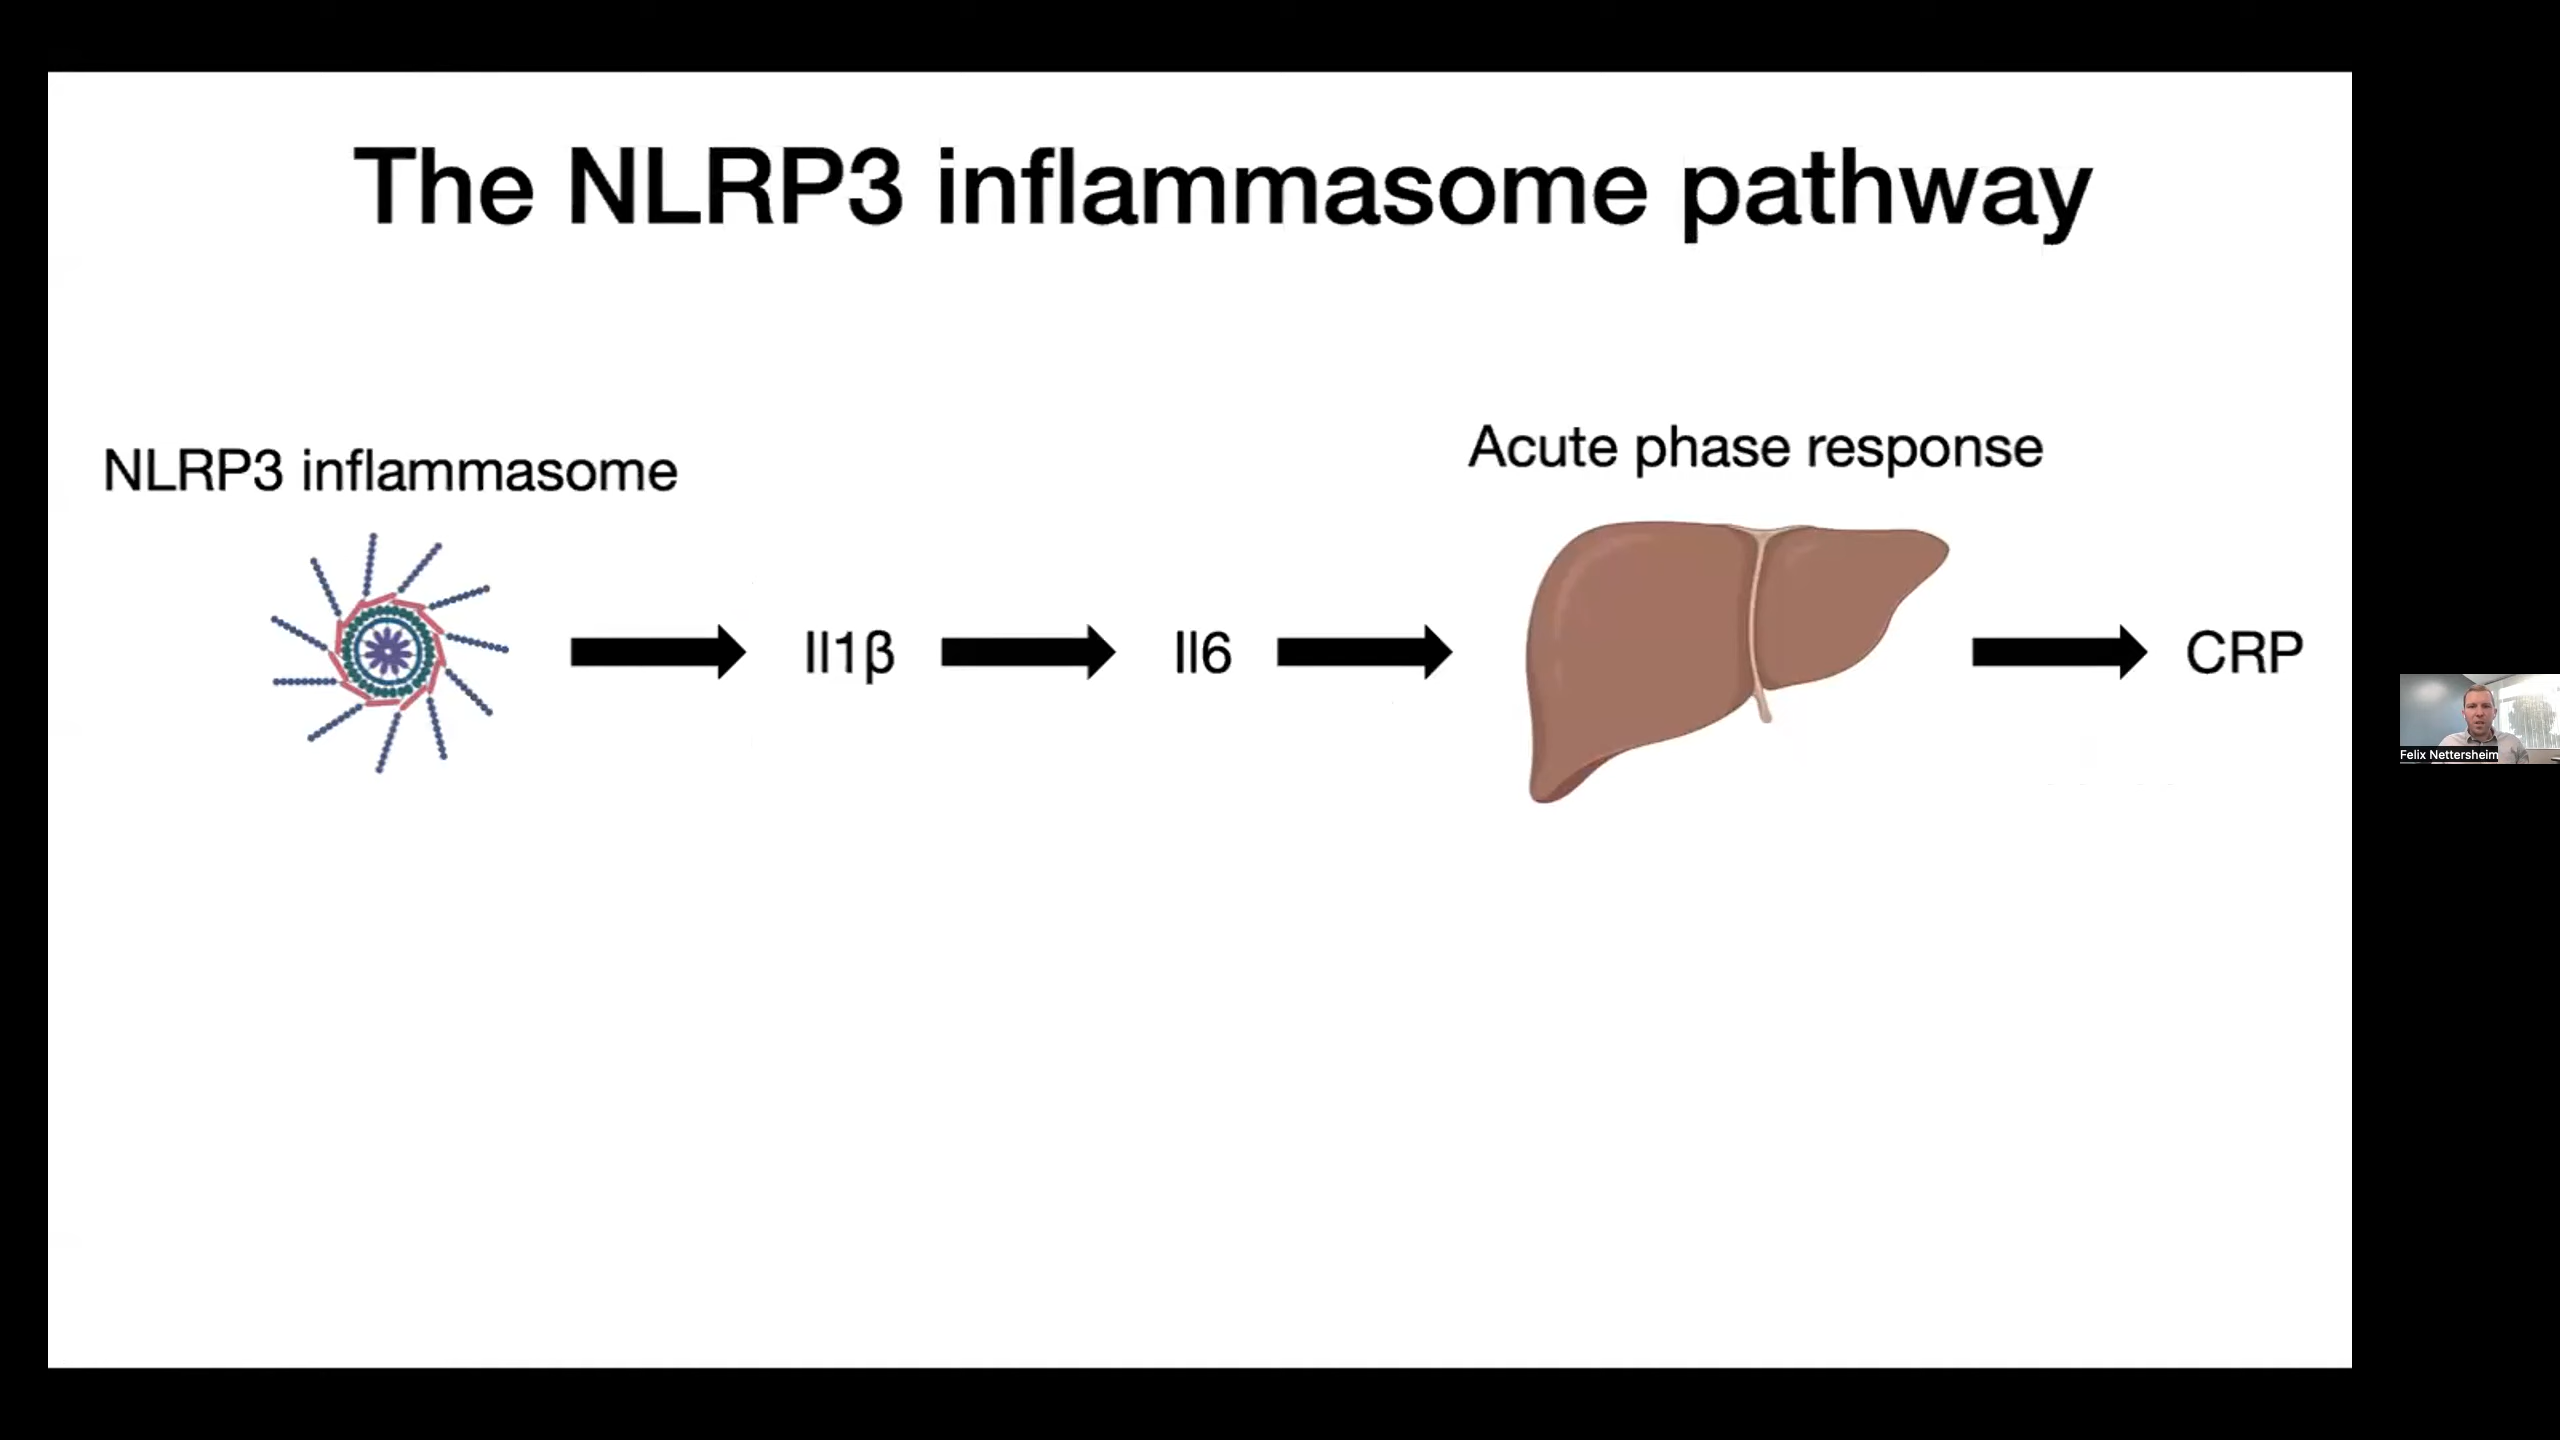 The NLRP3 inflammasome pathway
NLRP3 inflammasome
Acute phase response
Il1β
Il6
CRP
Felix Nettersheim